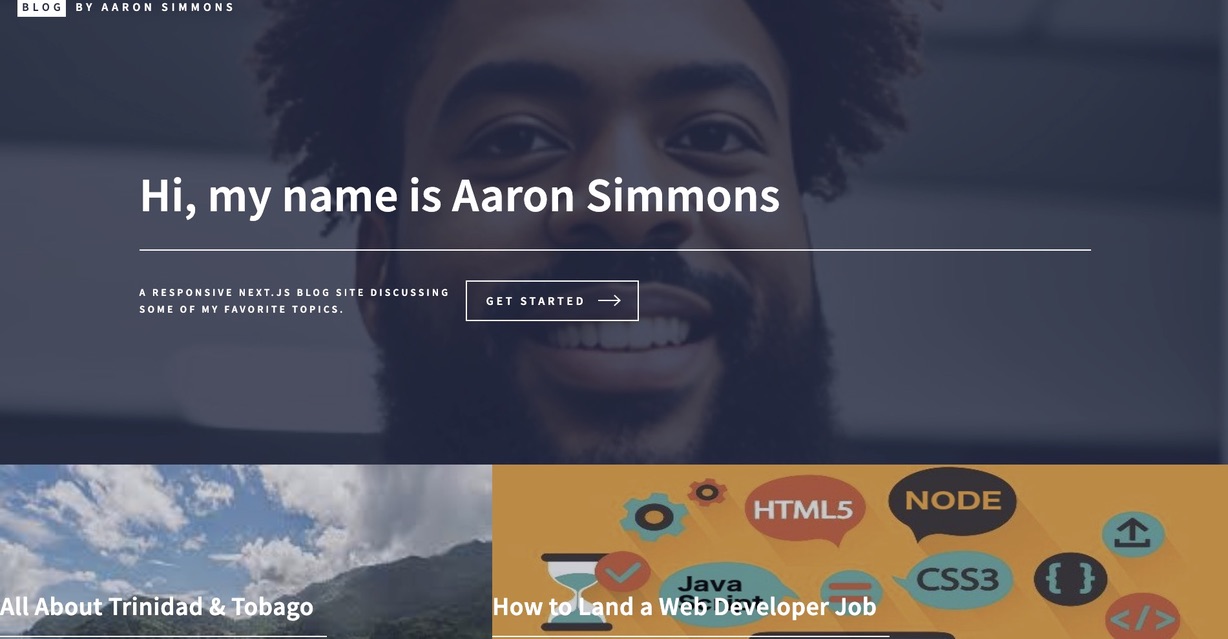 BLOG BY AARON SIMMONS
Hi, my name is Aaron Simmons
A RESPONSIVE NEXT.JS BLOG SITE DISCUSSING
SOME OF MY FAVORITE TOPICS.
GET STARTED
HTML5
NODE
Java
Script
CSS3
{ }
</>
All About Trinidad & Tobago
How to Land a Web Developer Job